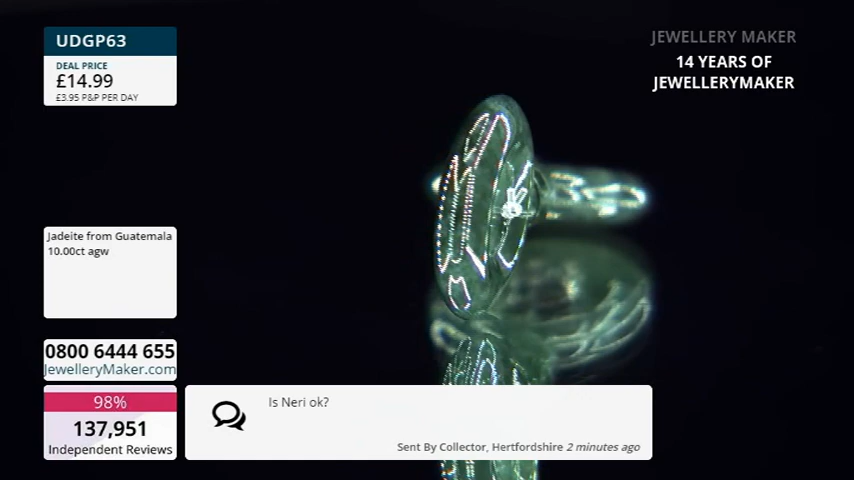 UDGP63
DEAL PRICE
£14.99
£3.95 P&P PER DAY
JEWELLERY MAKER
14 YEARS OF
JEWELLERYMAKER
Jadeite from Guatemala
10.00ct agw
0800 6444 655
JewelleryMaker.com
98%
137,951
Independent Reviews
Is Neri ok?
Sent By Collector, Hertfordshire 2 minutes ago